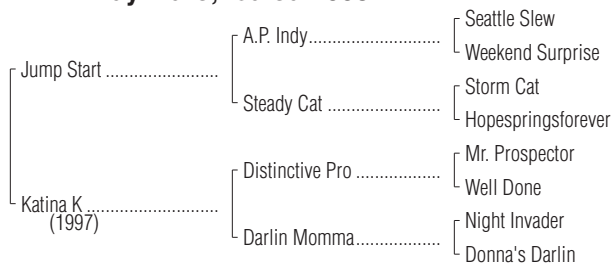 Seattle Slew
A.P. Indy
Weekend Surprise
Jump Start
Storm Cat
Steady Cat
Hopespringsforever
Mr. Prospector
Distinctive Pro
Well Done
Katina K
(1997)
Night Invader
Darlin Momma
Donna's Darlin